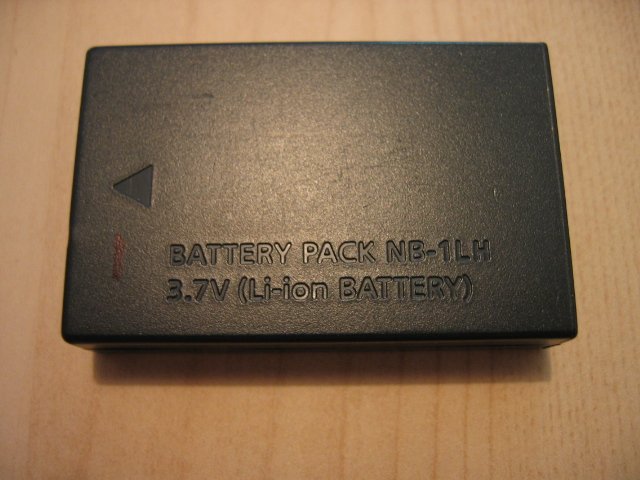 BATTERY PACK NB-1LH
3.7V (Li-ion BATTERY)